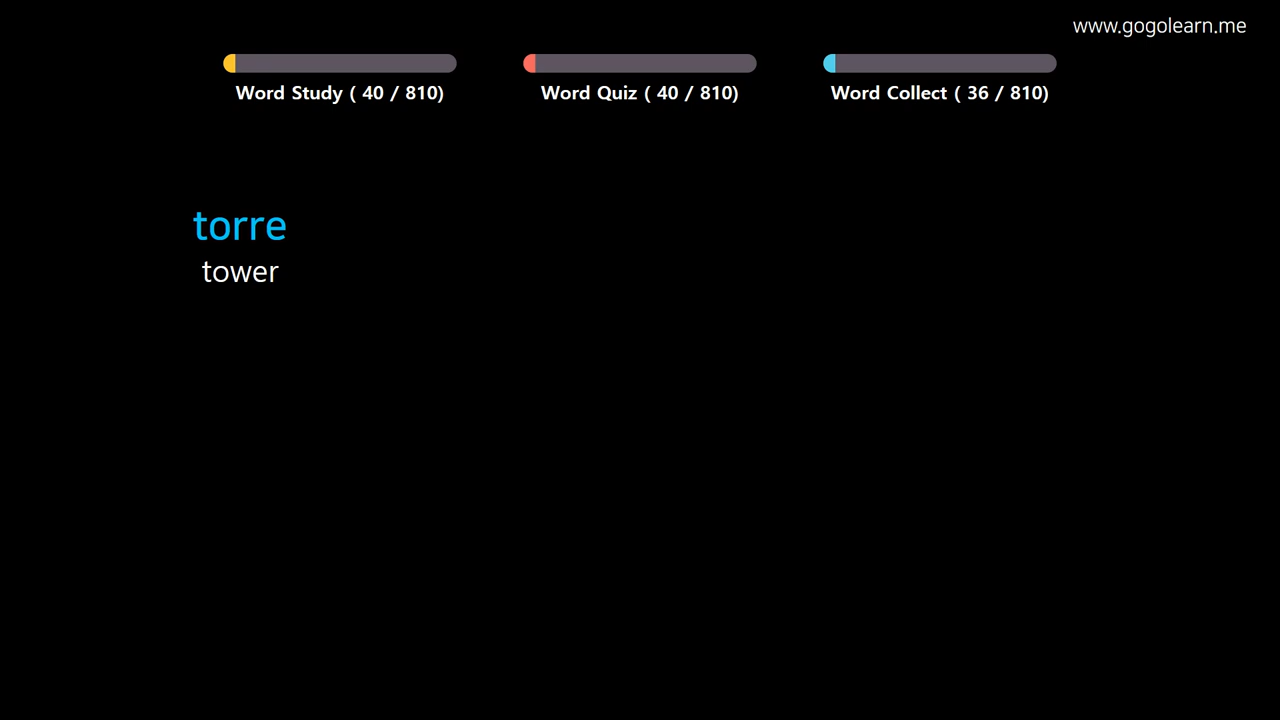 www.gogolearn.me
Word Study ( 40 / 810)
Word Quiz ( 40 / 810)
Word Collect ( 36 / 810)
torre
tower